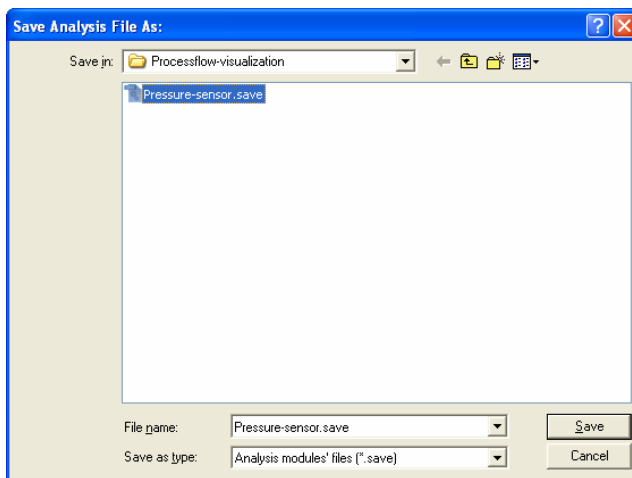 Save Analysis File As:
Save in: Processflow-visualization
Pressure-sensor.save
File name: Pressure-sensor.save Save
Save as type: Analysis modules' files (*.save) Cancel